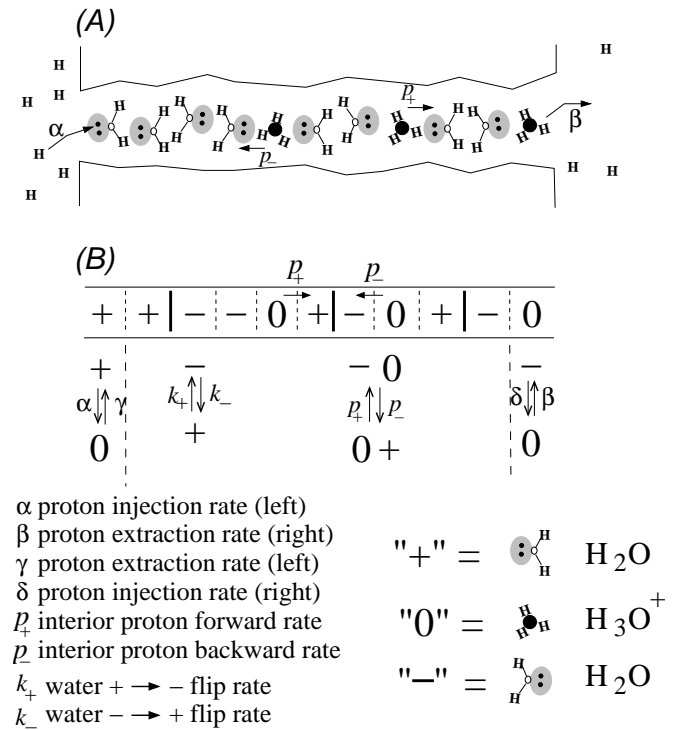 (A)
H H H H H H H H H H H H H H H
α H H H H H H H H H H H H H H H H H H H β
p+
p−
(B)
p+ p−
+ + − − 0 + − 0 + − 0
+ − − 0 −
α γ k+ k− p+ p− δ β
0 + 0 + 0
α proton injection rate (left)
β proton extraction rate (right)
γ proton extraction rate (left)
δ proton injection rate (right)
p+ interior proton forward rate
p− interior proton backward rate
k+ water + → − flip rate
k− water − → + flip rate
"+" = H H H₂O
"0" = H H H H₃O⁺
"−" = H H H₂O